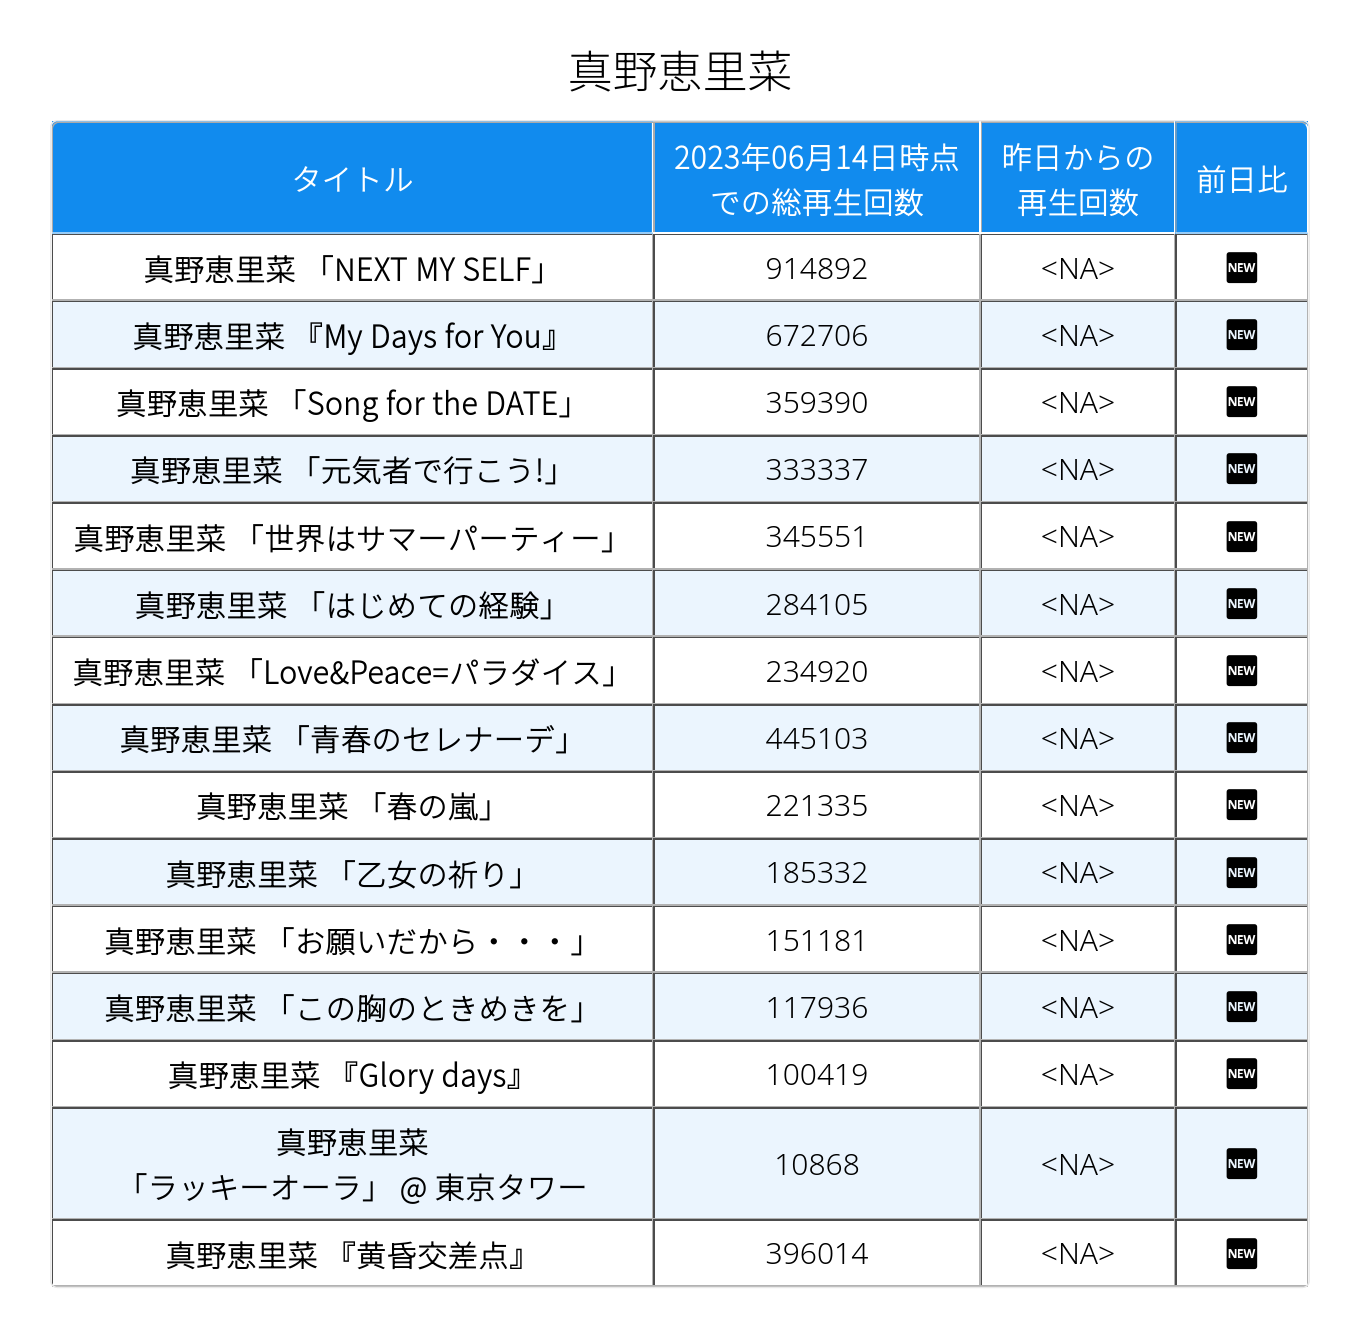 真野恵里菜
タイトル
2023年06月14日時点
での総再生回数
昨日からの
再生回数
前日比
真野恵里菜 「NEXT MY SELF」 914892 <NA> NEW
真野恵里菜 『My Days for You』 672706 <NA> NEW
真野恵里菜 「Song for the DATE」 359390 <NA> NEW
真野恵里菜 「元気者で行こう!」 333337 <NA> NEW
真野恵里菜 「世界はサマーパーティー」 345551 <NA> NEW
真野恵里菜 「はじめての経験」 284105 <NA> NEW
真野恵里菜 「Love&Peace=パラダイス」 234920 <NA> NEW
真野恵里菜 「青春のセレナーデ」 445103 <NA> NEW
真野恵里菜 「春の嵐」 221335 <NA> NEW
真野恵里菜 「乙女の祈り」 185332 <NA> NEW
真野恵里菜 「お願いだから・・・」 151181 <NA> NEW
真野恵里菜 「この胸のときめきを」 117936 <NA> NEW
真野恵里菜 『Glory days』 100419 <NA> NEW
真野恵里菜
「ラッキーオーラ」 @ 東京タワー 10868 <NA> NEW
真野恵里菜 『黄昏交差点』 396014 <NA> NEW